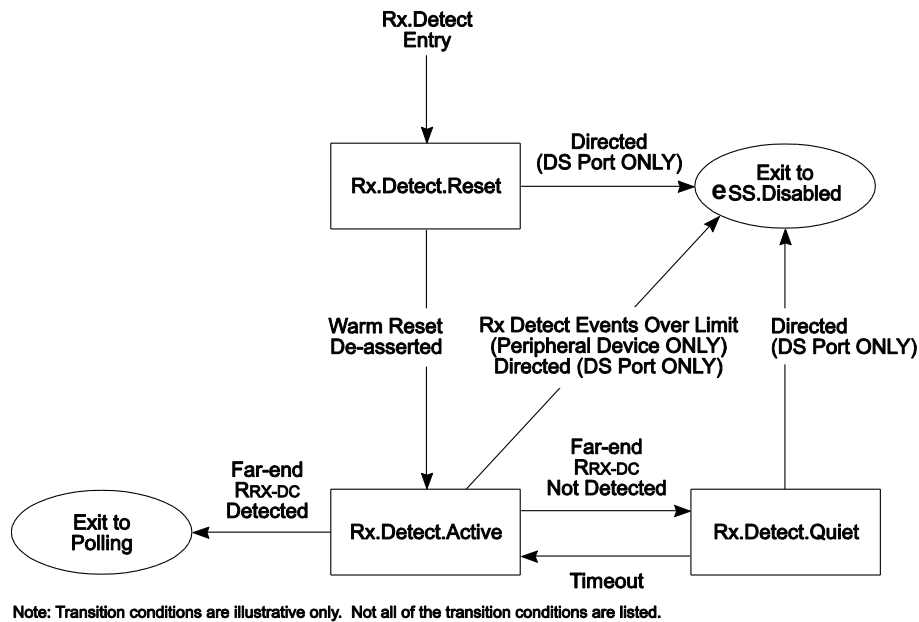 Rx.Detect
Entry
Rx.Detect.Reset
Directed
(DS Port ONLY)
Exit to
eSS.Disabled
Warm Reset
De-asserted
Rx Detect Events Over Limit
(Peripheral Device ONLY)
Directed (DS Port ONLY)
Directed
(DS Port ONLY)
Far-end
RRX-DC
Detected
Far-end
RRX-DC
Not Detected
Exit to
Polling
Rx.Detect.Active
Rx.Detect.Quiet
Timeout
Note: Transition conditions are illustrative only. Not all of the transition conditions are listed.